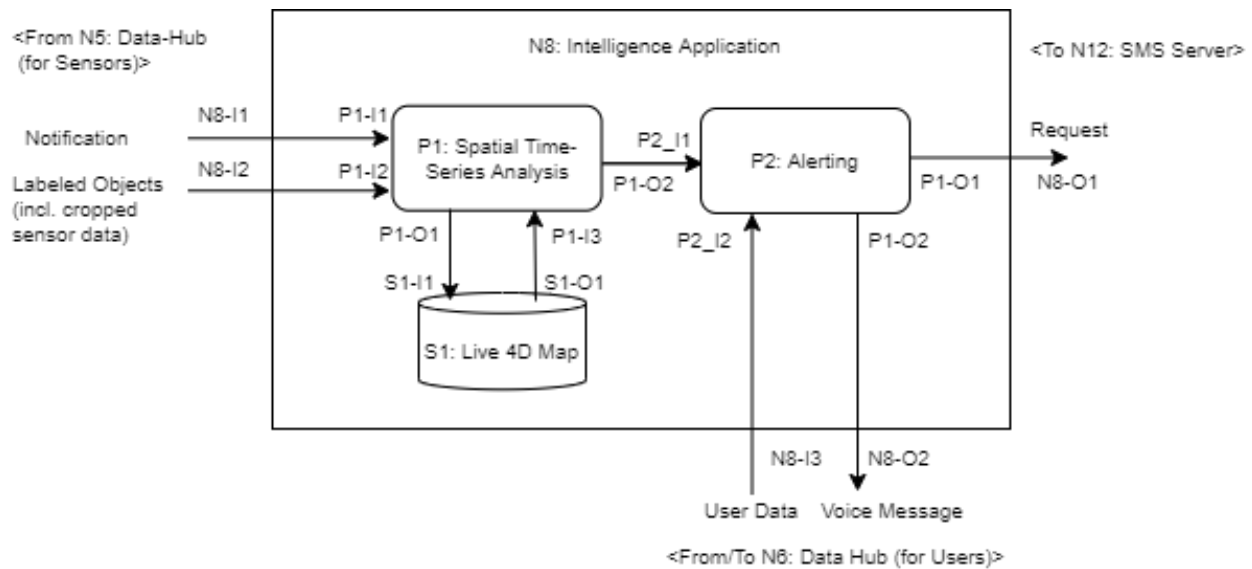 <From N5: Data-Hub
(for Sensors)>
N8: Intelligence Application
<To N12: SMS Server>
N8-I1
P1-I1
Notification
P1: Spatial Time-
Series Analysis
P2_I1
P2: Alerting
Request
N8-I2
P1-I2
P1-O2
P1-O1
N8-O1
Labeled Objects
(incl. cropped
sensor data)
P1-O1
P1-I3
P2_I2
P1-O2
S1-I1
S1-O1
S1: Live 4D Map
N8-I3
N8-O2
User Data
Voice Message
<From/To N6: Data Hub (for Users)>